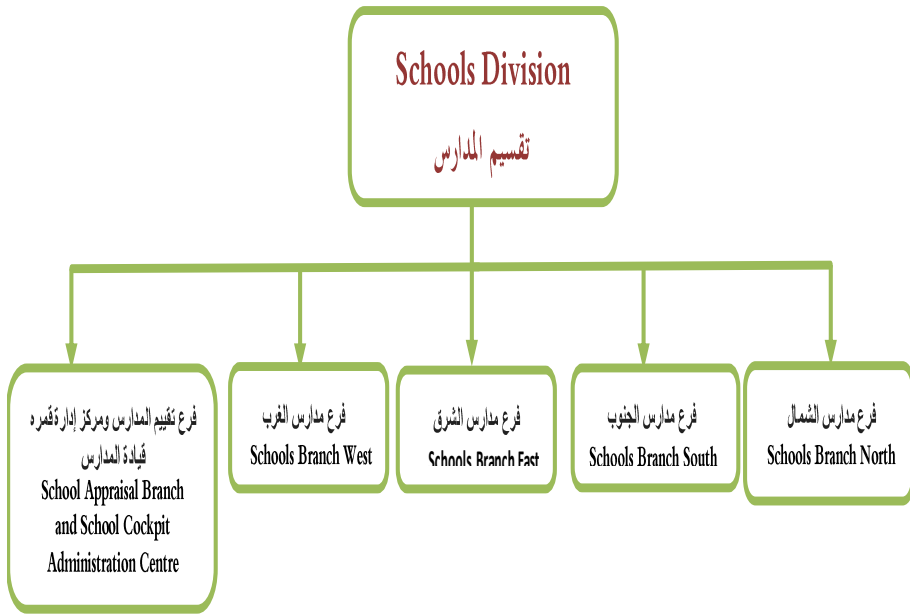 Schools Division
تقسيم المدارس
فرع تقييم المدارس ومركز إدارة قمره
قيادة المدارس
School Appraisal Branch
and School Cockpit
Administration Centre
فرع مدارس الغرب
Schools Branch West
فرع مدارس الشرق
Schools Branch East
فرع مدارس الجنوب
Schools Branch South
فرع مدارس الشمال
Schools Branch North